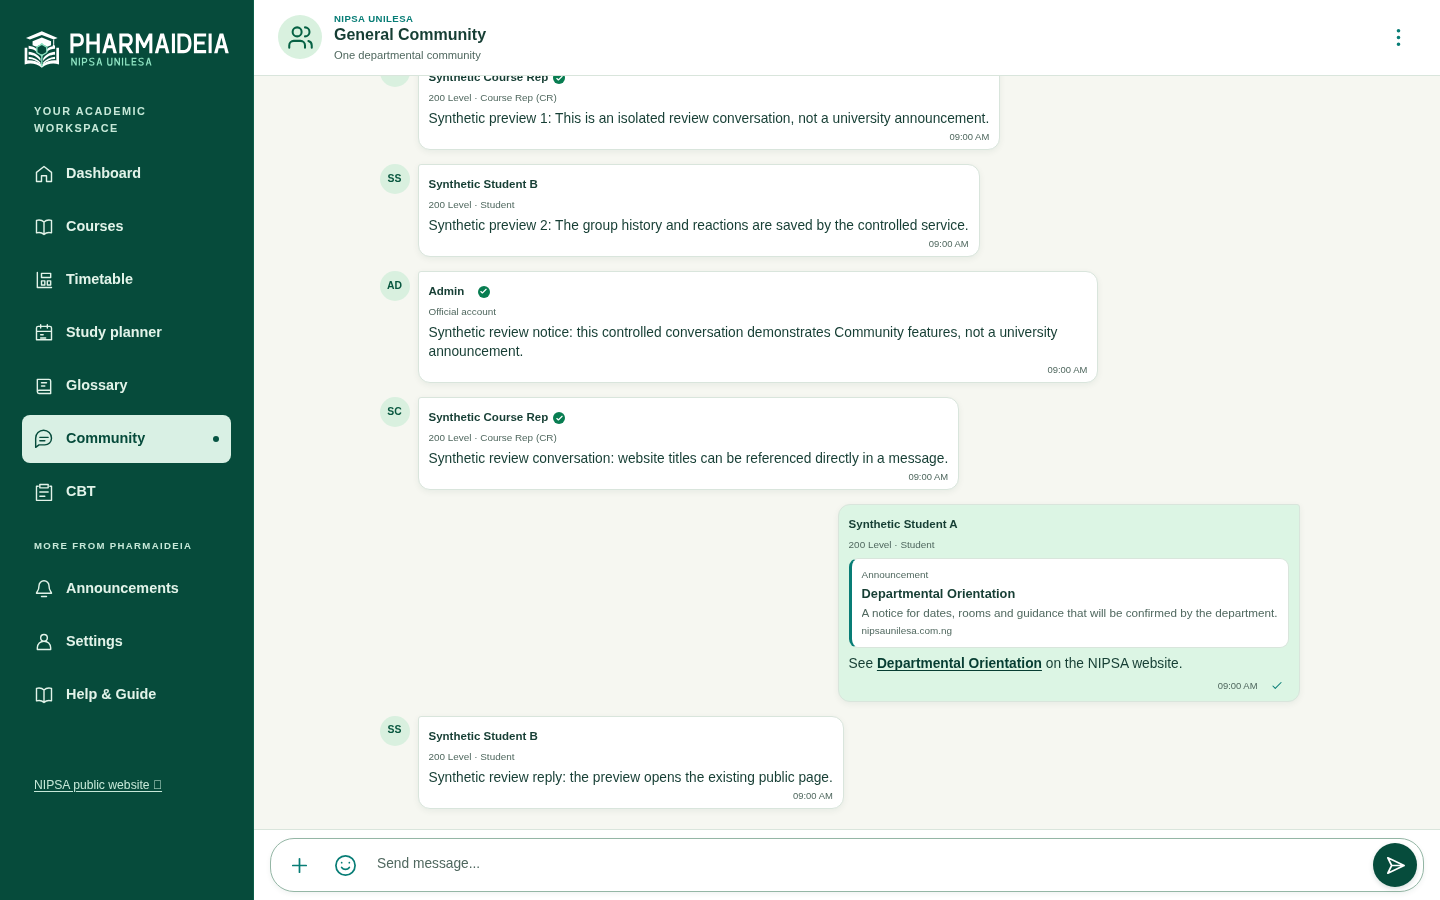 PHARMAIDEIA
NIPSA UNILESA
YOUR ACADEMIC
WORKSPACE
Dashboard
Courses
Timetable
Study planner
Glossary
Community
CBT
MORE FROM PHARMAIDEIA
Announcements
Settings
Help & Guide
NIPSA public website
NIPSA UNILESA
General Community
One departmental community
Synthetic Course Rep
200 Level · Course Rep (CR)
Synthetic preview 1: This is an isolated review conversation, not a university announcement.
09:00 AM
SS
Synthetic Student B
200 Level · Student
Synthetic preview 2: The group history and reactions are saved by the controlled service.
09:00 AM
AD
Admin
Official account
Synthetic review notice: this controlled conversation demonstrates Community features, not a university
announcement.
09:00 AM
SC
Synthetic Course Rep
200 Level · Course Rep (CR)
Synthetic review conversation: website titles can be referenced directly in a message.
09:00 AM
Synthetic Student A
200 Level · Student
Announcement
Departmental Orientation
A notice for dates, rooms and guidance that will be confirmed by the department.
nipsaunilesa.com.ng
See Departmental Orientation on the NIPSA website.
09:00 AM
SS
Synthetic Student B
200 Level · Student
Synthetic review reply: the preview opens the existing public page.
09:00 AM
Send message...